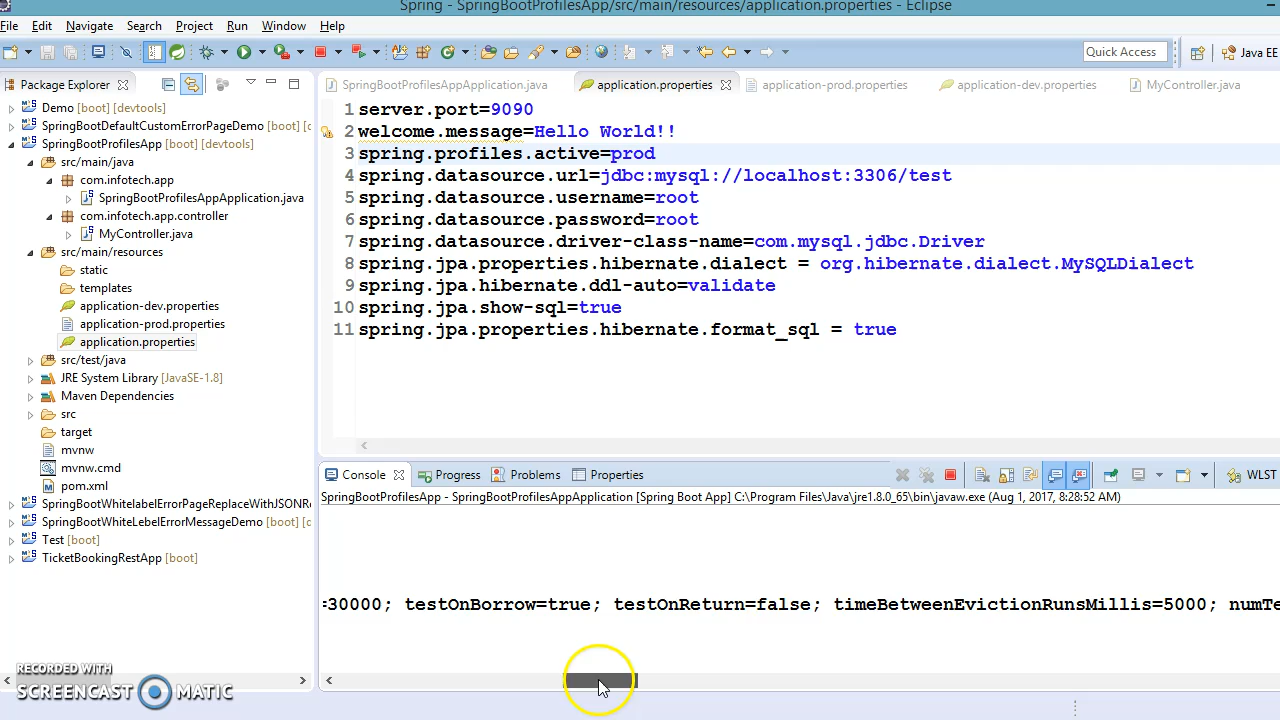 Spring - SpringBootProfilesApp/src/main/resources/application.properties - Eclipse
File Edit Navigate Search Project Run Window Help
Quick Access
Java EE
Package Explorer
SpringBootProfilesAppApplication.java
application.properties
application-prod.properties
application-dev.properties
MyController.java
Demo [boot] [devtools]
SpringBootDefaultCustomErrorPageDemo [boot] [d
SpringBootProfilesApp [boot] [devtools]
src/main/java
com.infotech.app
SpringBootProfilesAppApplication.java
com.infotech.app.controller
MyController.java
src/main/resources
static
templates
application-dev.properties
application-prod.properties
application.properties
src/test/java
JRE System Library [JavaSE-1.8]
Maven Dependencies
src
target
mvnw
mvnw.cmd
pom.xml
SpringBootWhitelabelErrorPageReplaceWithJSONR
SpringBootWhiteLebelErrorMessageDemo [boot] [d
Test [boot]
TicketBookingRestApp [boot]
1 server.port=9090
2 welcome.message=Hello World!!
3 spring.profiles.active=prod
4 spring.datasource.url=jdbc:mysql://localhost:3306/test
5 spring.datasource.username=root
6 spring.datasource.password=root
7 spring.datasource.driver-class-name=com.mysql.jdbc.Driver
8 spring.jpa.properties.hibernate.dialect = org.hibernate.dialect.MySQLDialect
9 spring.jpa.hibernate.ddl-auto=validate
10 spring.jpa.show-sql=true
11 spring.jpa.properties.hibernate.format_sql = true
Console Progress Problems Properties
WLST
SpringBootProfilesApp - SpringBootProfilesAppApplication [Spring Boot App] C:\Program Files\Java\jre1.8.0_65\bin\javaw.exe (Aug 1, 2017, 8:28:52 AM)
=30000; testOnBorrow=true; testOnReturn=false; timeBetweenEvictionRunsMillis=5000; numTe
RECORDED WITH
SCREENCAST MATIC